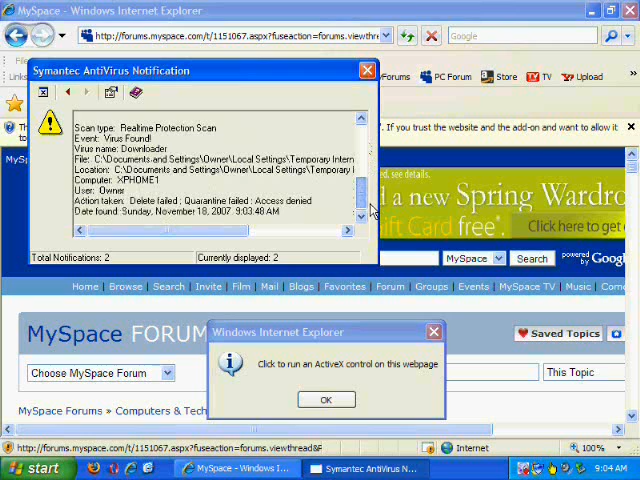 MySpace - Windows Internet Explorer
http://forums.myspace.com/t/1151067.aspx?fuseaction=forums.viewthre
Google
Symantec AntiVirus Notification
Links
Forums
PC Forum
Store
TV
Upload
. If you trust the website and the add-on and want to allow it
Scan type: Realtime Protection Scan
Event: Virus Found!
Virus name: Downloader
File: C:\Documents and Settings\Owner\Local Settings\Temporary Intern
Location: C:\Documents and Settings\Owner\Local Settings\Temporary I
Computer: XPHOME1
User: Owner
Action taken: Delete failed ; Quarantine failed : Access denied
Date found: Sunday, November 18, 2007 9:03:48 AM
Total Notifications: 2
Currently displayed: 2
see details.
a new Spring Wardro
Gift Card free*.
Click here to get
MySpace
Search
powered by Goog
Home | Browse | Search | Invite | Film | Mail | Blogs | Favorites | Forum | Groups | Events | MySpace TV | Music | Com
MySpace FORUM
Saved Topics
Windows Internet Explorer
Click to run an ActiveX control on this webpage
OK
Choose MySpace Forum
This Topic
MySpace Forums » Computers & Tech
http://forums.myspace.com/t/1151067.aspx?fuseaction=forums.viewthread&
Internet
100%
start
MySpace - Windows I...
Symantec AntiVirus N...
9:04 AM